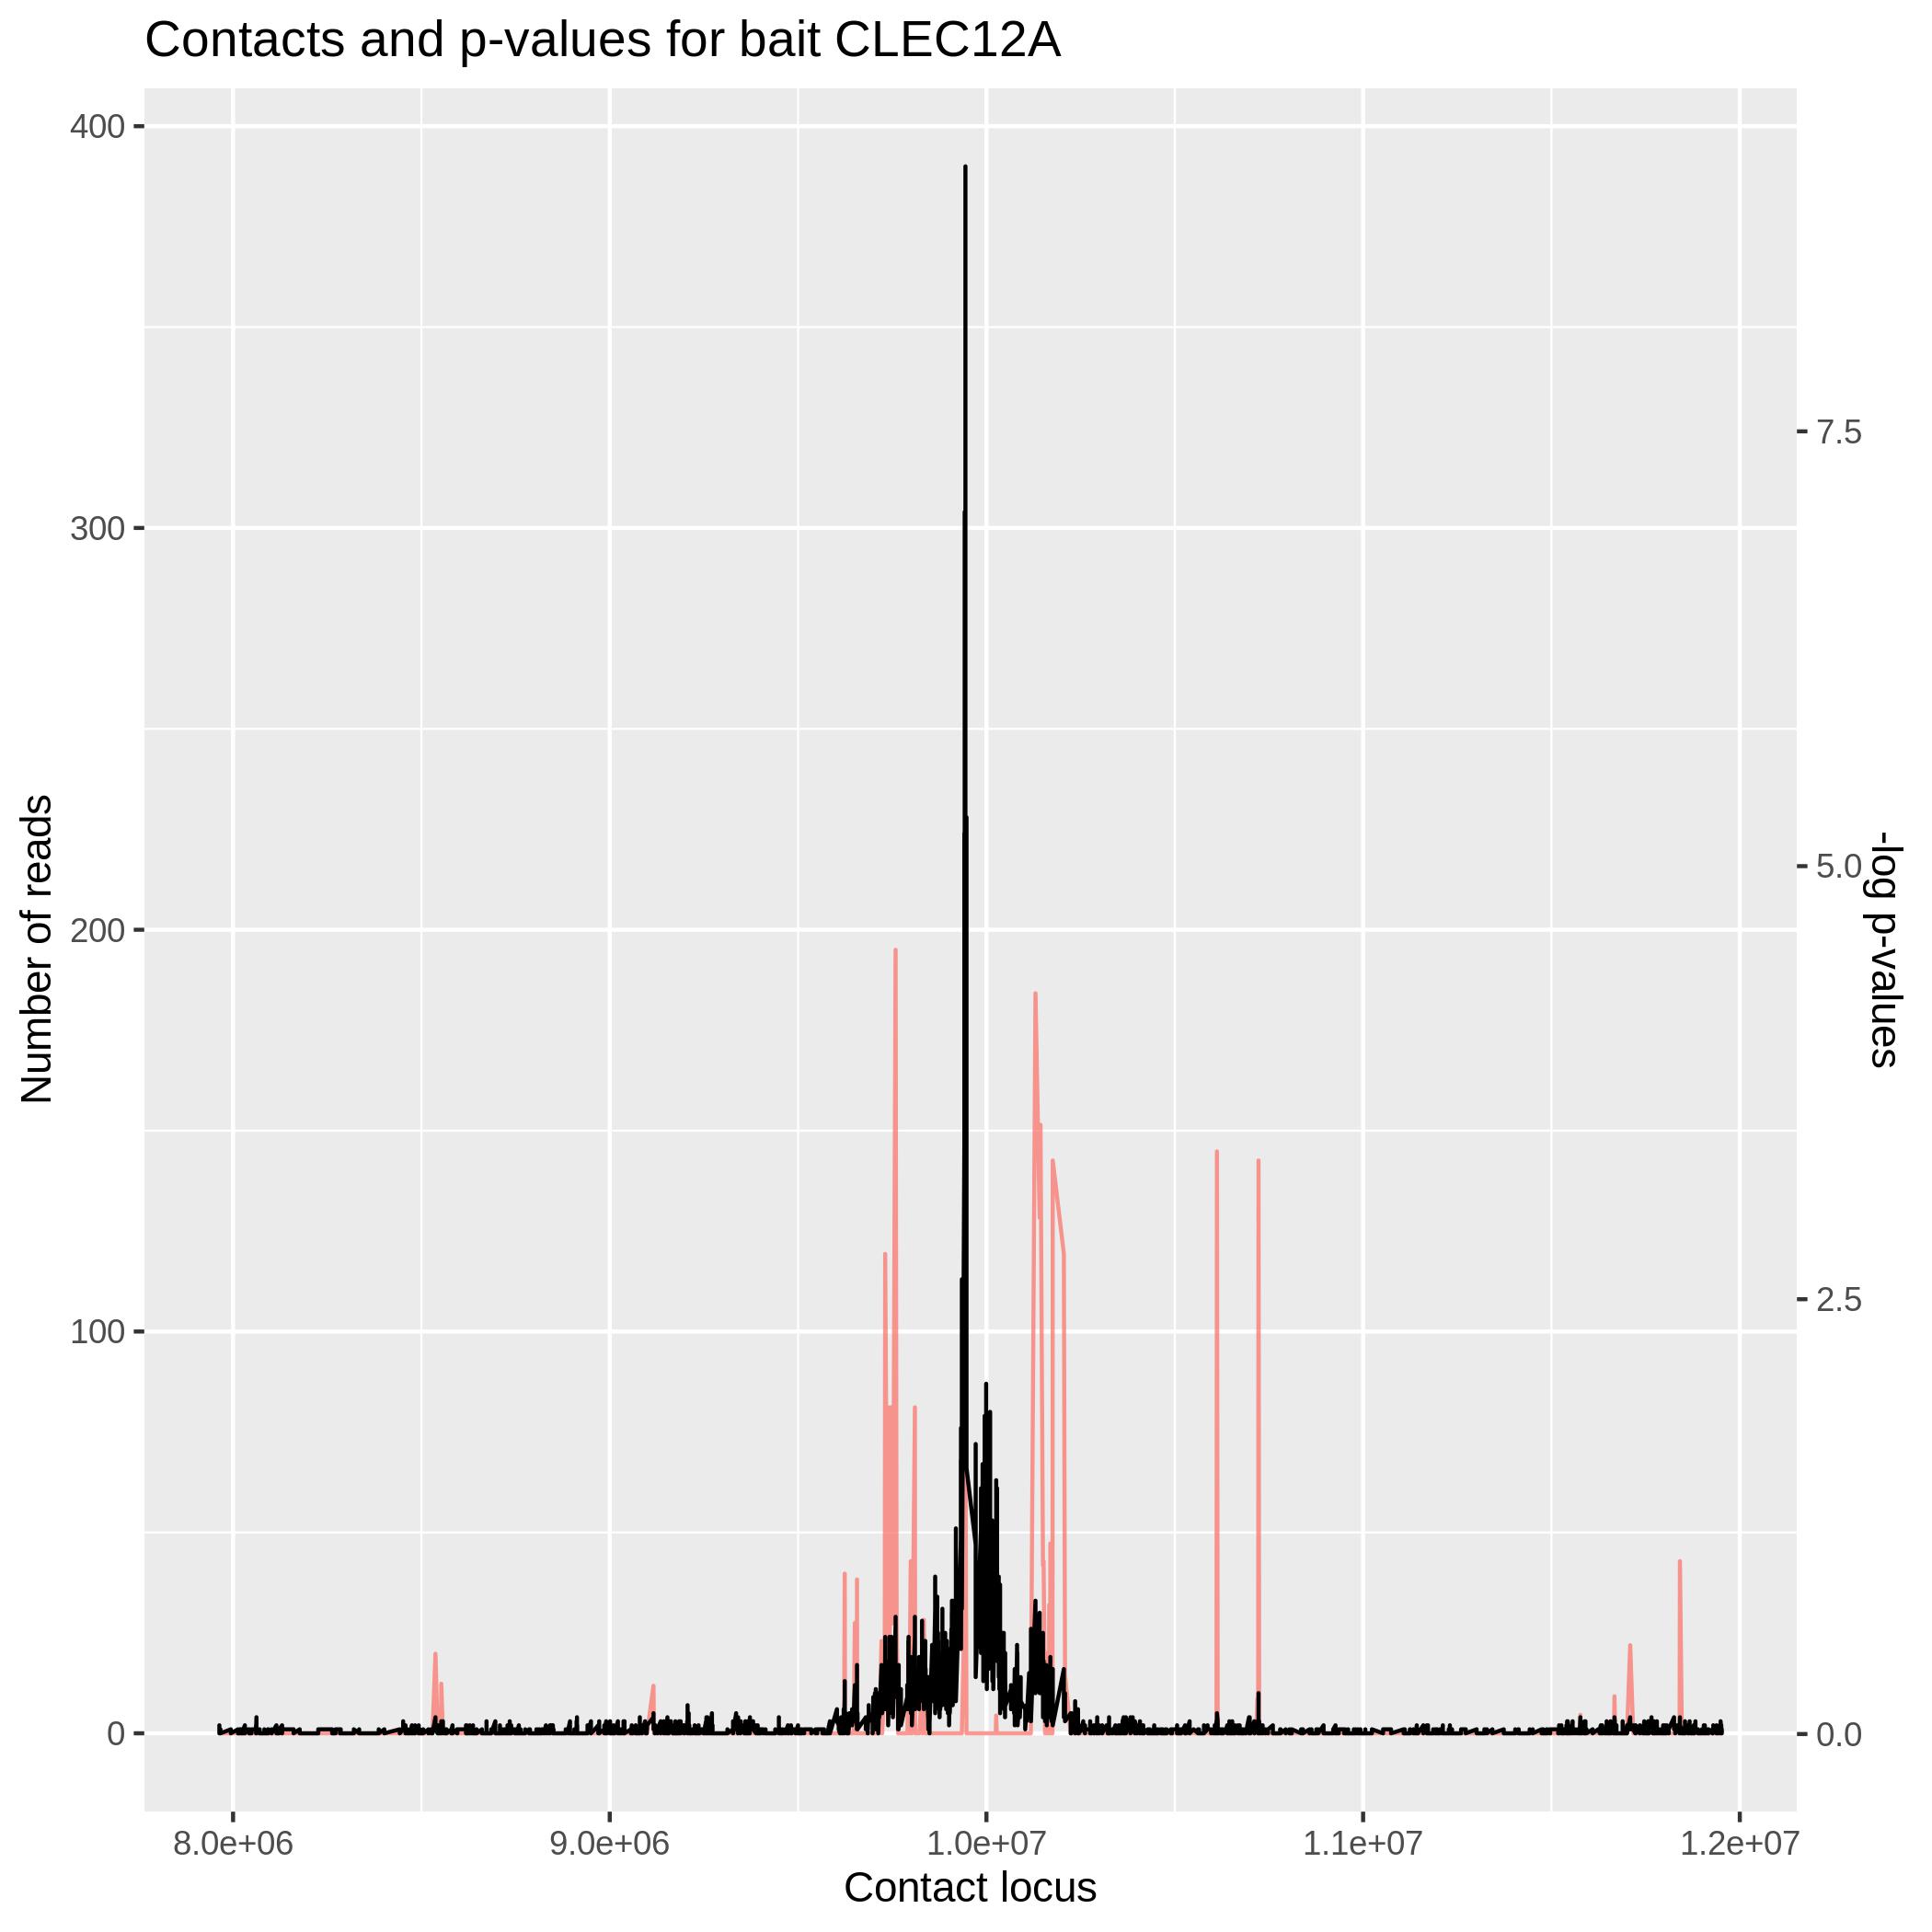 Contacts and p-values for bait CLEC12A
400
300
200
100
0
Number of reads
7.5
5.0
2.5
0.0
-log p-values
8.0e+06
9.0e+06
1.0e+07
1.1e+07
1.2e+07
Contact locus